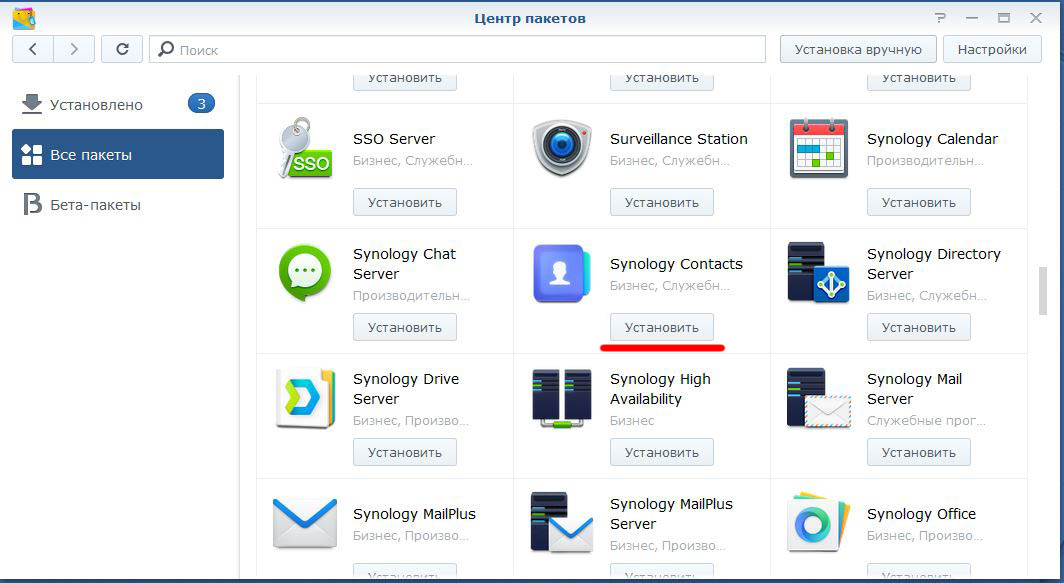 Центр пакетов
Поиск
Установка вручную
Настройки
Установлено
3
Все пакеты
Бета-пакеты
Установить
Установить
Установить
SSO
SSO Server
Бизнес, Служебн...
Установить
Surveillance Station
Бизнес, Служебн...
Установить
Synology Calendar
Производительн...
Установить
Synology Chat
Server
Производительн...
Установить
Synology Contacts
Бизнес, Служебн...
Установить
Synology Directory
Server
Бизнес, Служебн...
Установить
Synology Drive
Server
Бизнес, Произво...
Установить
Synology High
Availability
Бизнес
Установить
Synology Mail
Server
Служебные прог...
Установить
Synology MailPlus
Бизнес, Произво...
Установить
Synology MailPlus
Server
Бизнес, Произво...
Установить
Synology Office
Бизнес, Произво...
Установить